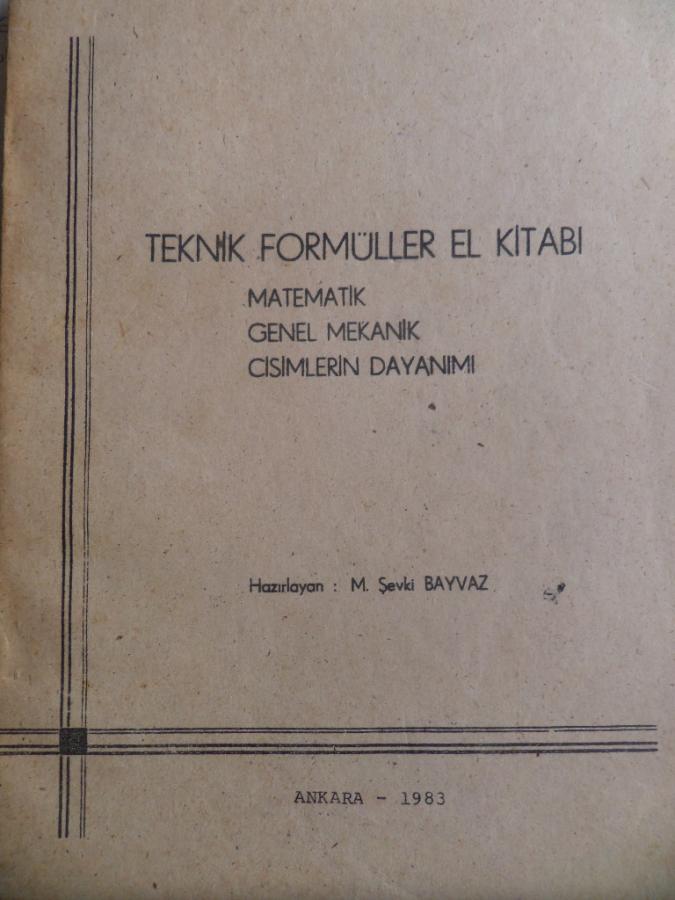 TEKNİK FORMÜLLER EL KİTABI
MATEMATİK
GENEL MEKANİK
CİSİMLERİN DAYANIMI
Hazırlayan : M. Şevki BAYVAZ
ANKARA - 1983